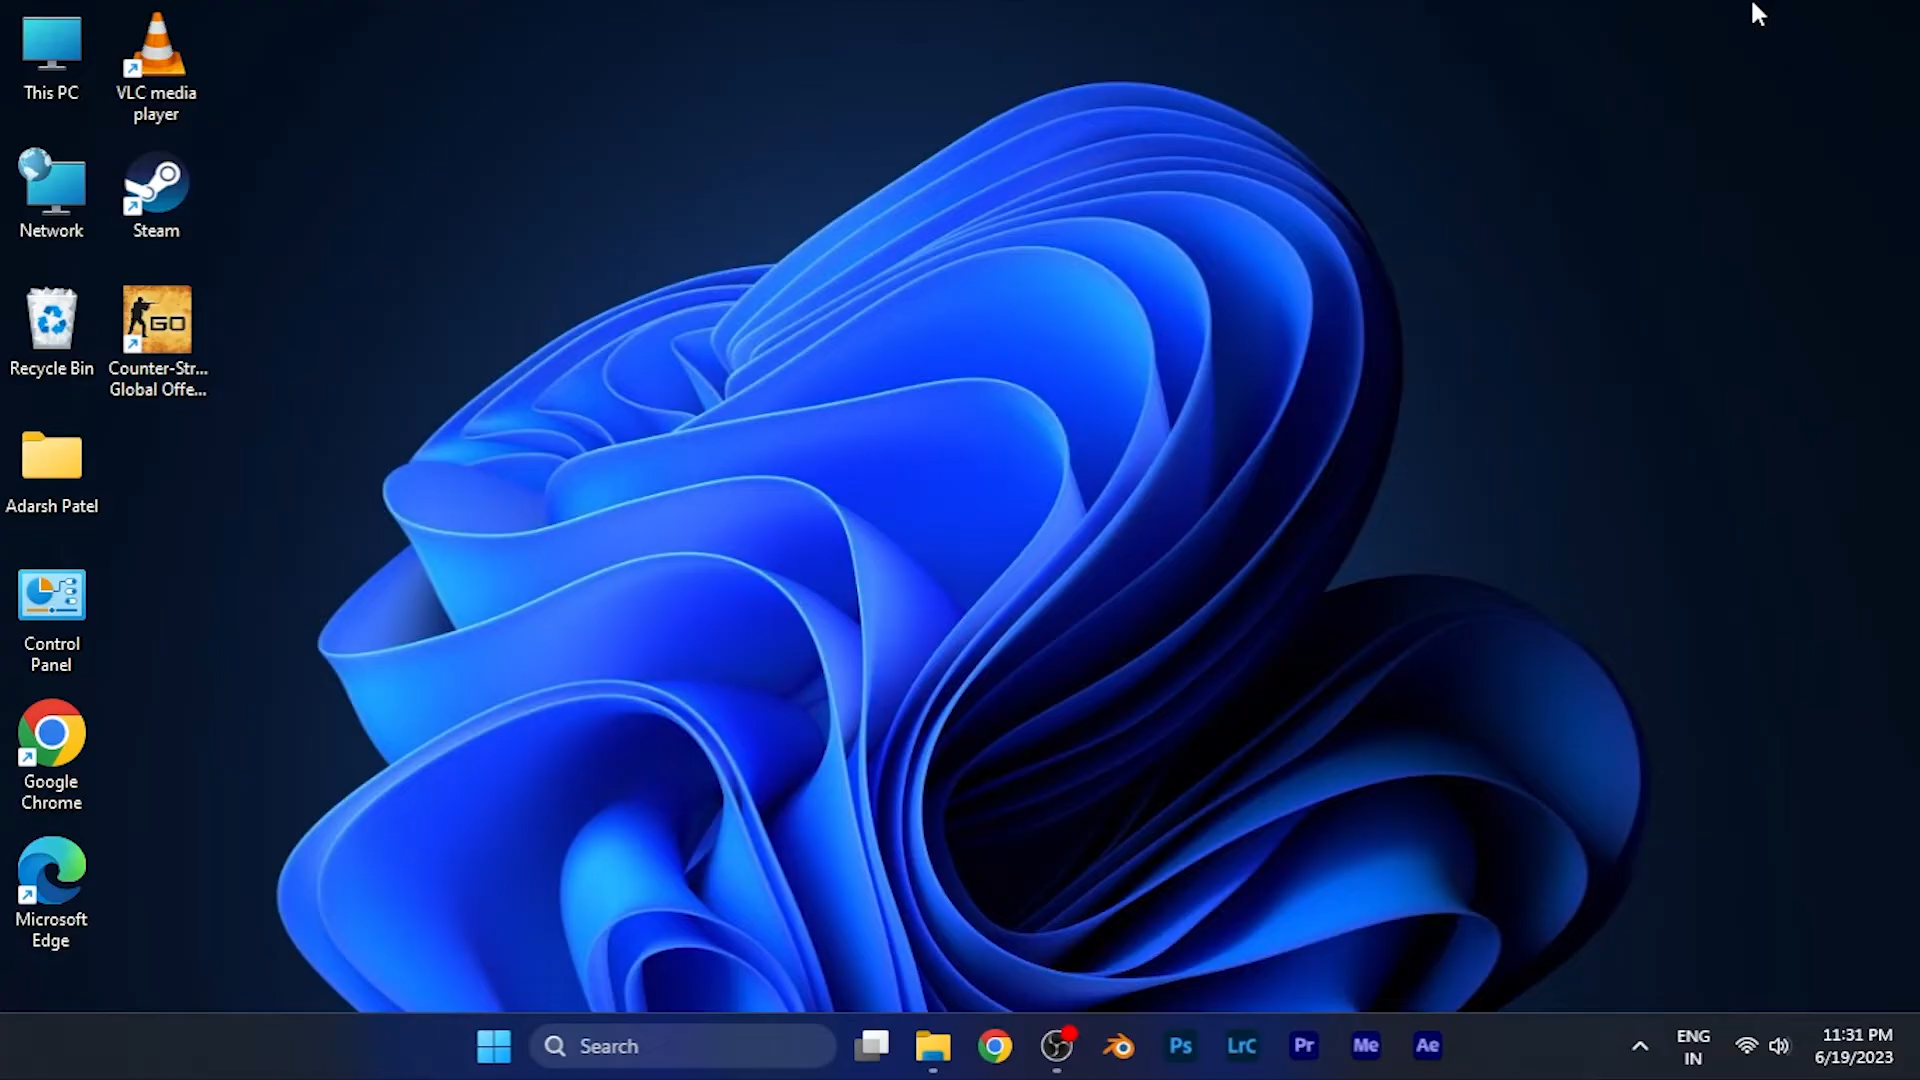 This PC
VLC media
player
Network
Steam
Recycle Bin
GO
Counter-Str...
Global Offe...
Adarsh Patel
Control
Panel
Google
Chrome
Microsoft
Edge
Search
Ps
LrC
Pr
Me
Ae
ENG
IN
11:31 PM
6/19/2023